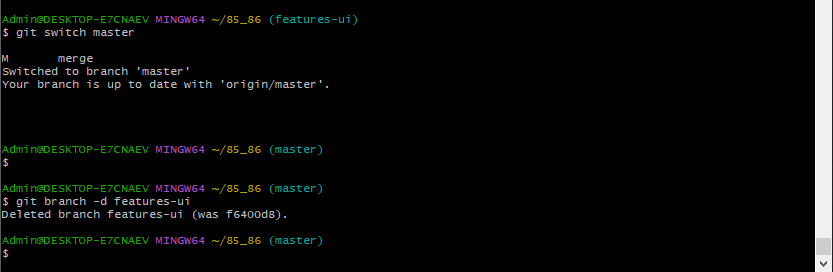 Admin@DESKTOP-E7CNAEV MINGW64 ~/85_86 (features-ui)
$ git switch master
M       merge
Switched to branch 'master'
Your branch is up to date with 'origin/master'.
Admin@DESKTOP-E7CNAEV MINGW64 ~/85_86 (master)
$
Admin@DESKTOP-E7CNAEV MINGW64 ~/85_86 (master)
$ git branch -d features-ui
Deleted branch features-ui (was f6400d8).
Admin@DESKTOP-E7CNAEV MINGW64 ~/85_86 (master)
$